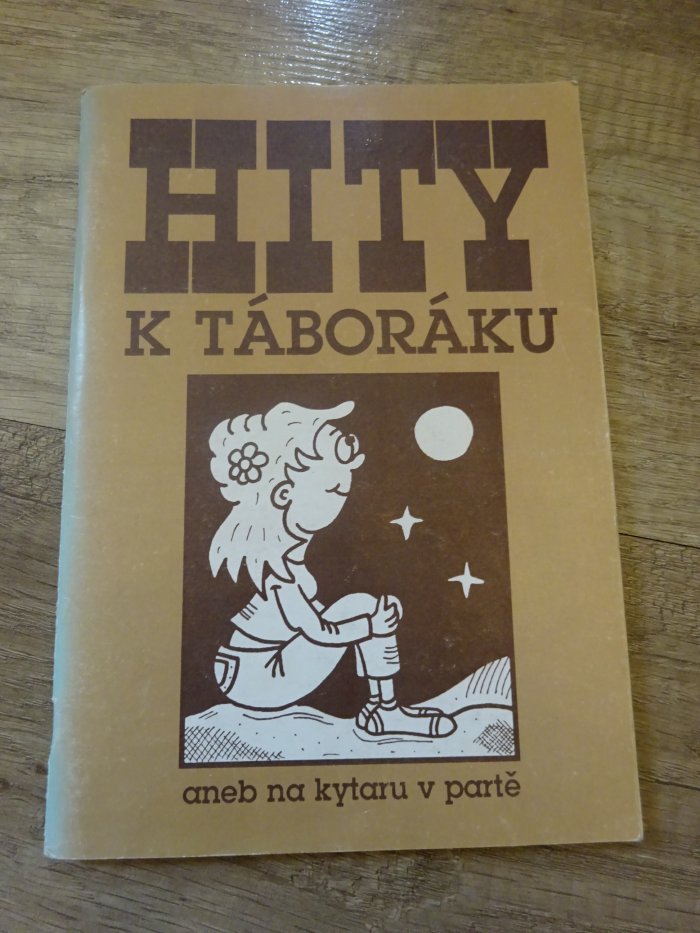 HITY
K TÁBORÁKU
aneb na kytaru v partě